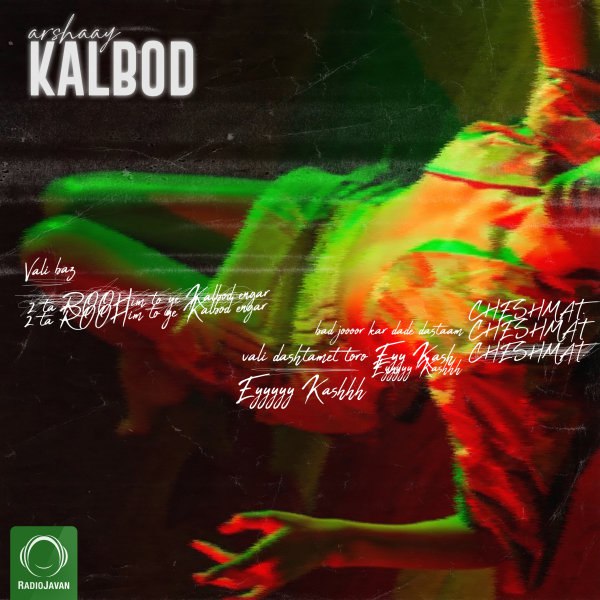 arshaay
KALBOD
Vali baz
2 ta ROOHim to ye Kalbod engar
2 ta ROOHim to ye Kalbod engar
CHESHMAT
bad joooor kar dade dastaam CHESHMAT
vali dashtamet toro Eyy Kash CHESHMAT
Eyyyyy Kashhh
Eyyyyy Kashhh
RADIOJAVAN